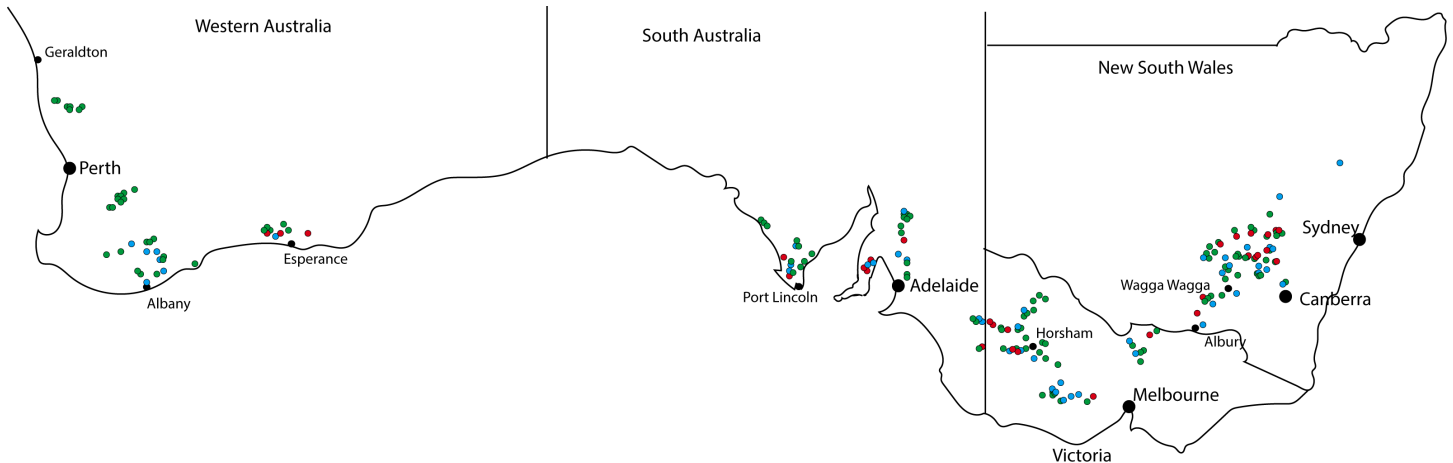 Western Australia
South Australia
New South Wales
Geraldton
Perth
Esperance
Albany
Port Lincoln
Adelaide
Sydney
Wagga Wagga
Canberra
Horsham
Albury
Melbourne
Victoria